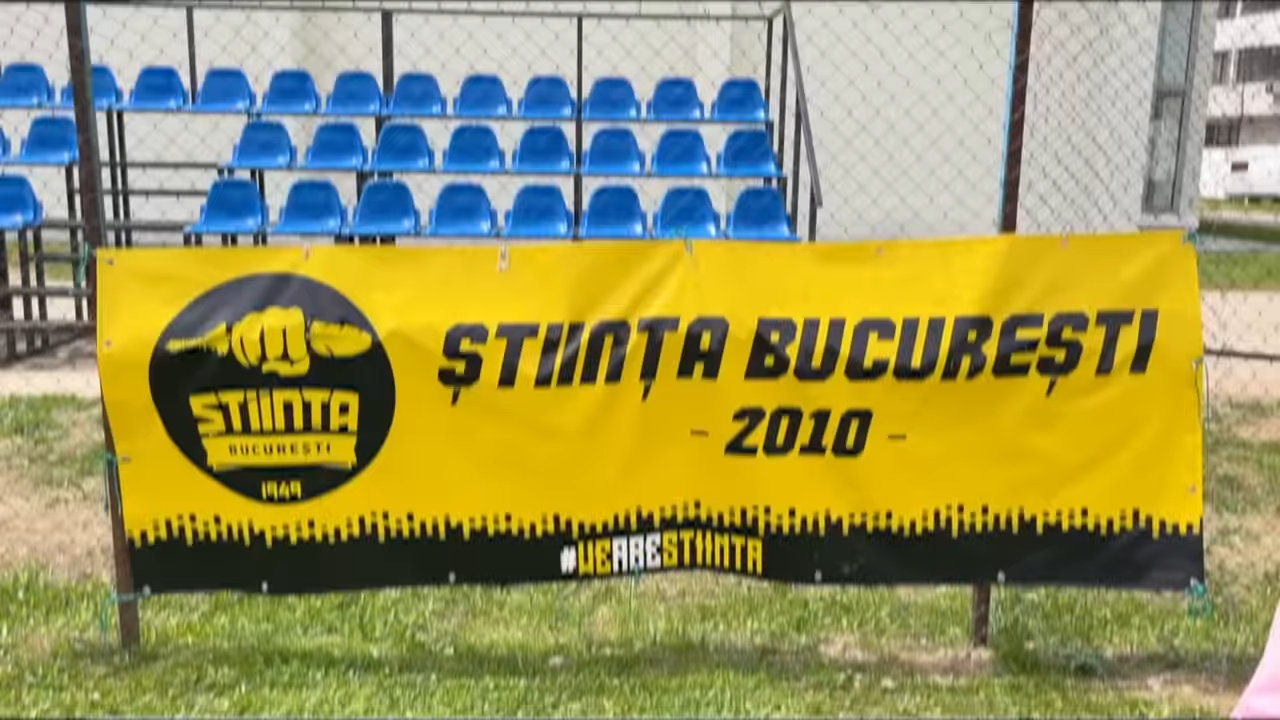 ȘTIINȚA BUCUREȘTI
- 2010 -
ȘTIINȚA
BUCUREȘTI
1949
#WEARESTIINTA